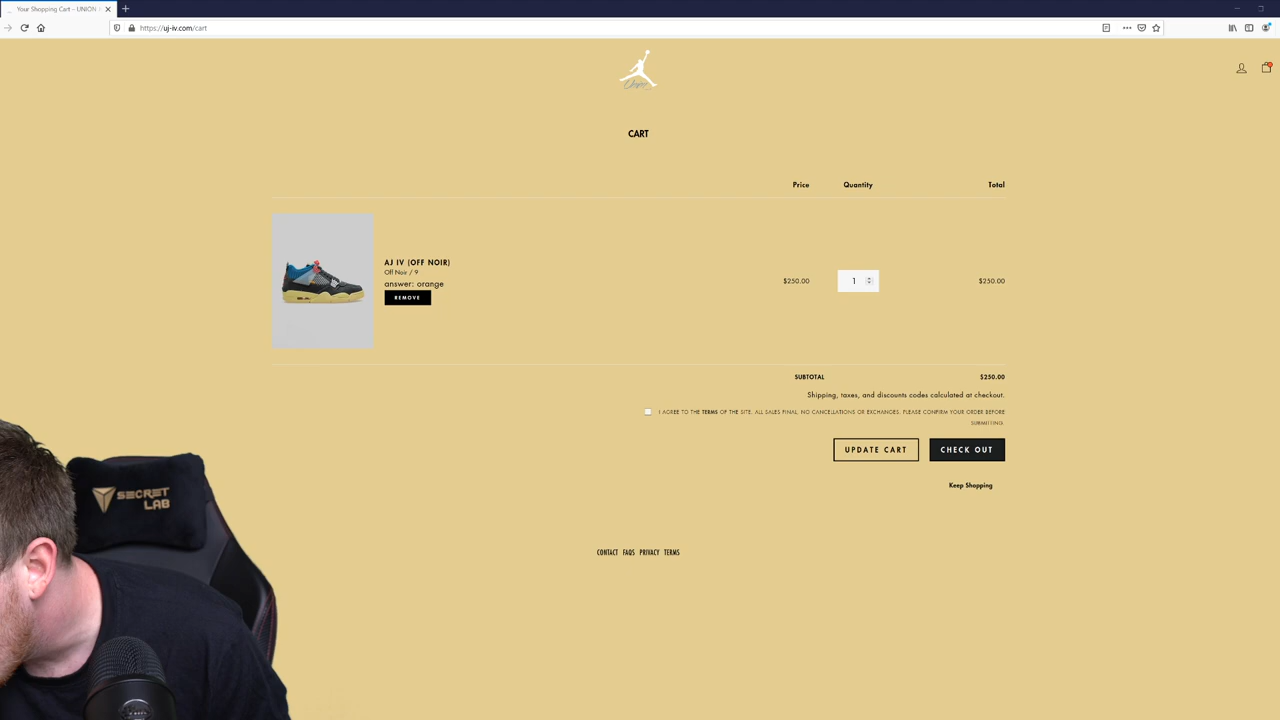 Your Shopping Cart – UNION
https://uj-iv.com/cart
CART
Price Quantity Total
AJ IV (OFF NOIR)
Off Noir / 9
answer: orange
REMOVE
$250.00 1 $250.00
SUBTOTAL $250.00
Shipping, taxes, and discounts codes calculated at checkout.
I AGREE TO THE TERMS OF THE SITE. ALL SALES FINAL. NO CANCELLATIONS OR EXCHANGES. PLEASE CONFIRM YOUR ORDER BEFORE
SUBMITTING.
UPDATE CART CHECK OUT
Keep Shopping
SECRET
LAB
CONTACT FAQS PRIVACY TERMS